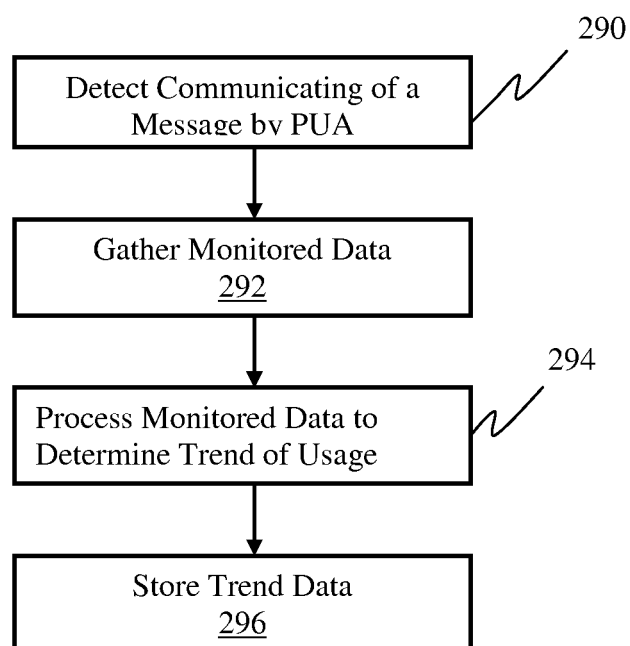 290
Detect Communicating of a
Message by PUA
Gather Monitored Data
292
294
Process Monitored Data to
Determine Trend of Usage
Store Trend Data
296